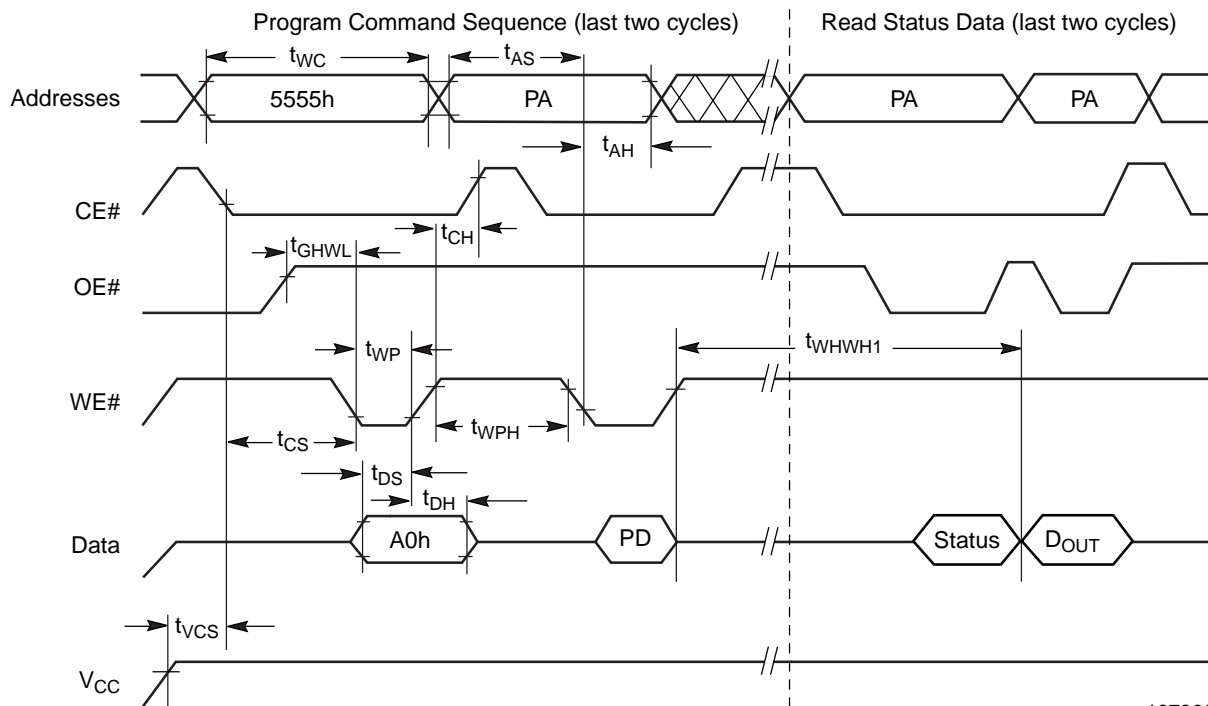 Program Command Sequence (last two cycles)
Read Status Data (last two cycles)
tWC
tAS
Addresses
5555h
PA
PA
PA
tAH
CE#
tCH
tGHWL
OE#
tWP
tWHWH1
WE#
tWPH
tCS
tDS
tDH
Data
A0h
PD
Status
DOUT
tVCS
VCC